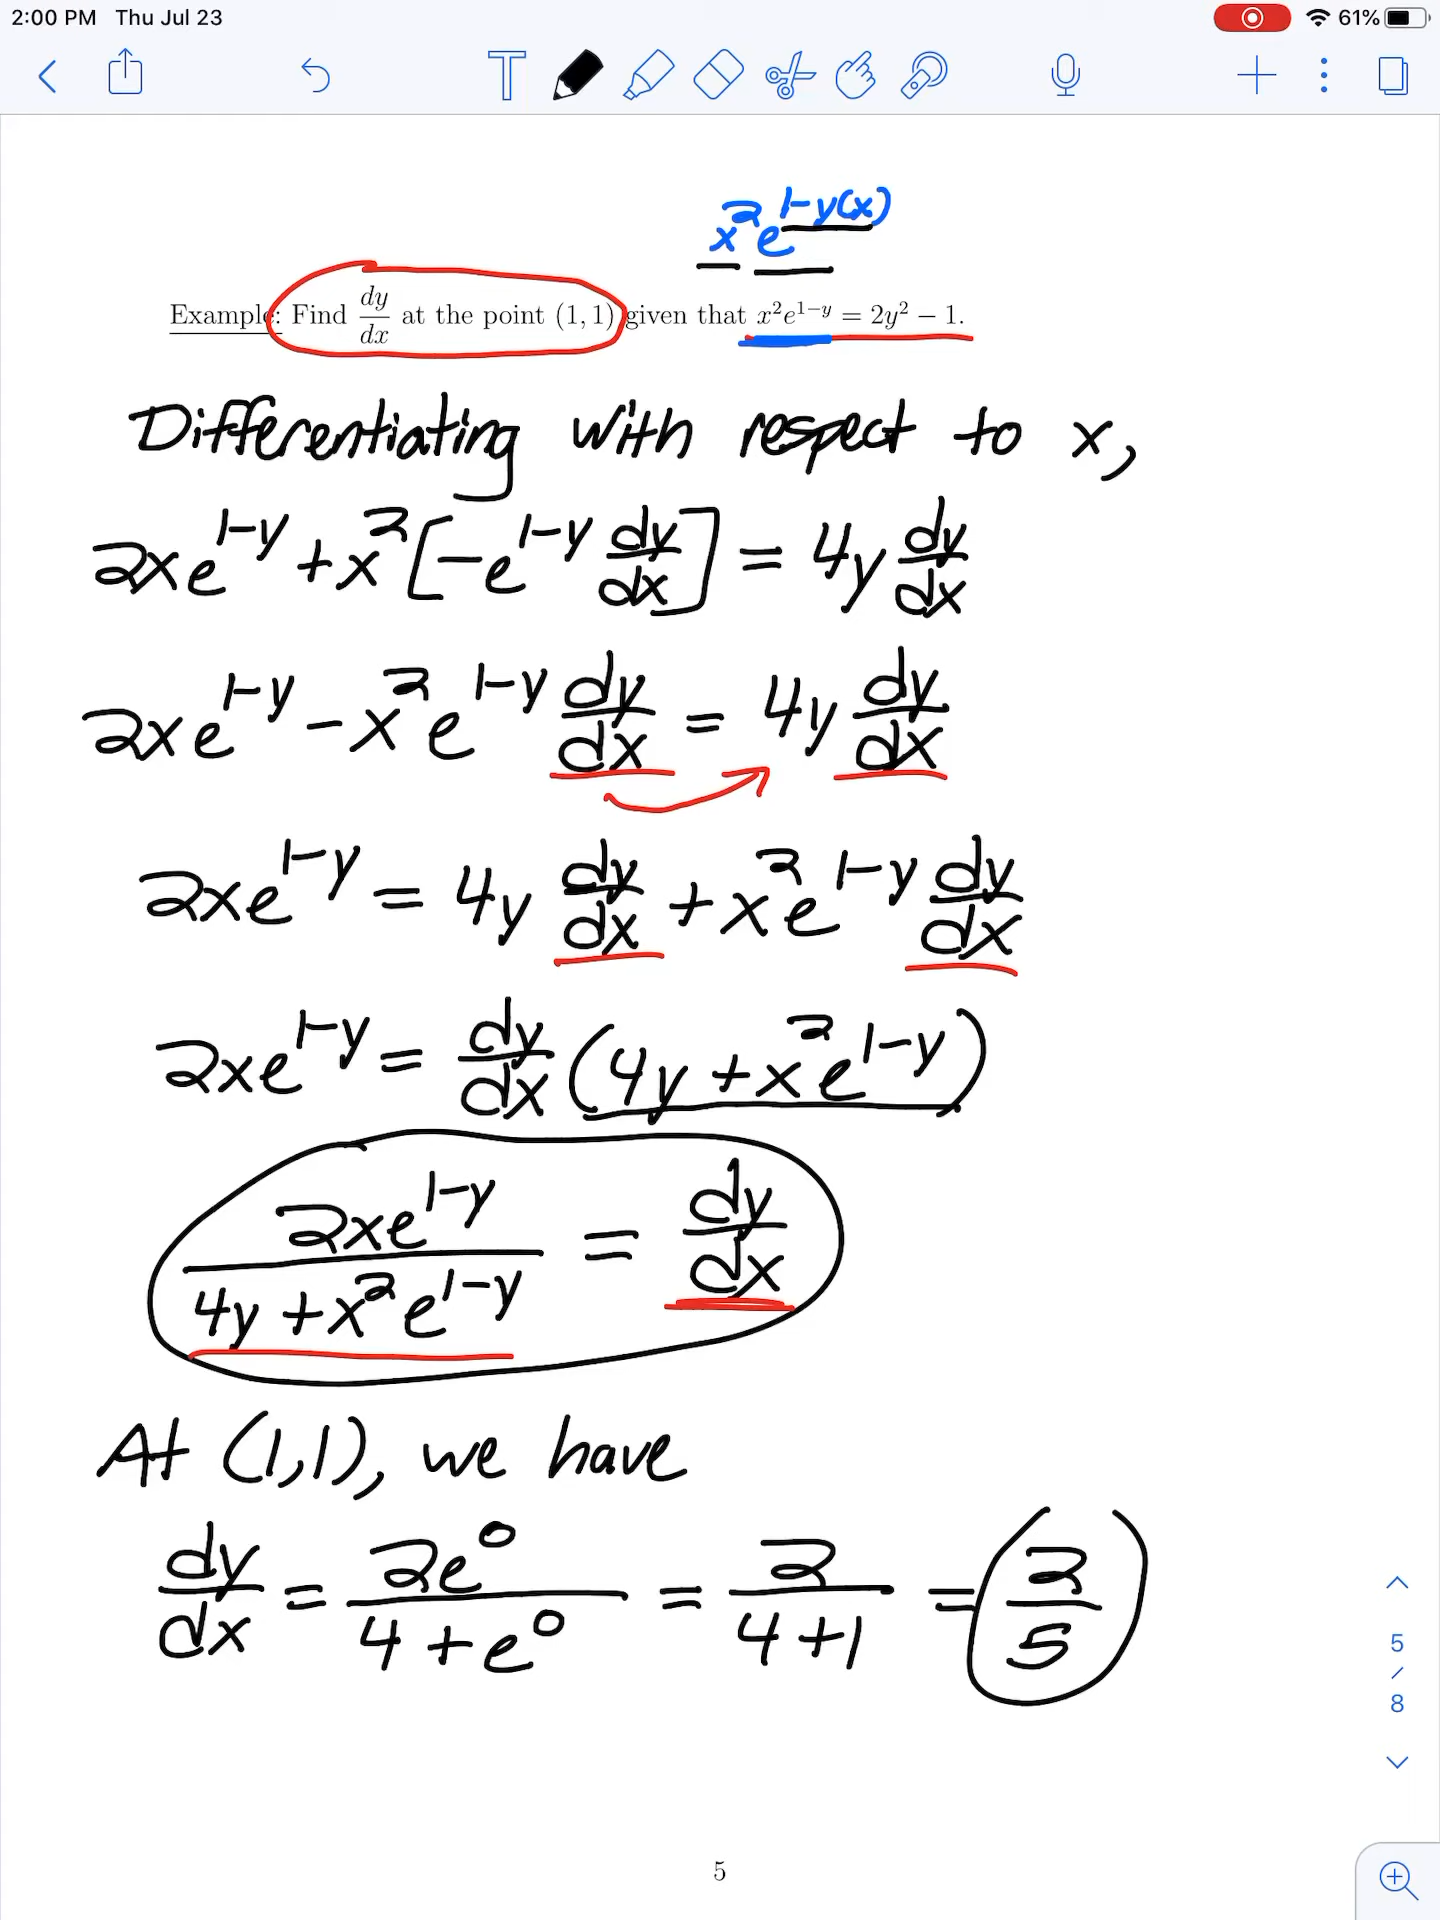 2:00 PM Thu Jul 23 61%
x²e^(1-y(x))
Example: Find dy/dx at the point (1, 1) given that x²e^(1−y) = 2y² − 1.
Differentiating with respect to x,
2xe^(1-y) + x²[-e^(1-y) dy/dx] = 4y dy/dx
2xe^(1-y) - x²e^(1-y) dy/dx = 4y dy/dx
2xe^(1-y) = 4y dy/dx + x²e^(1-y) dy/dx
2xe^(1-y) = dy/dx (4y + x²e^(1-y))
2xe^(1-y) / (4y + x²e^(1-y)) = dy/dx
At (1,1), we have
dy/dx = 2e⁰ / (4 + e⁰) = 2 / (4+1) = 2/5
5 / 8
5